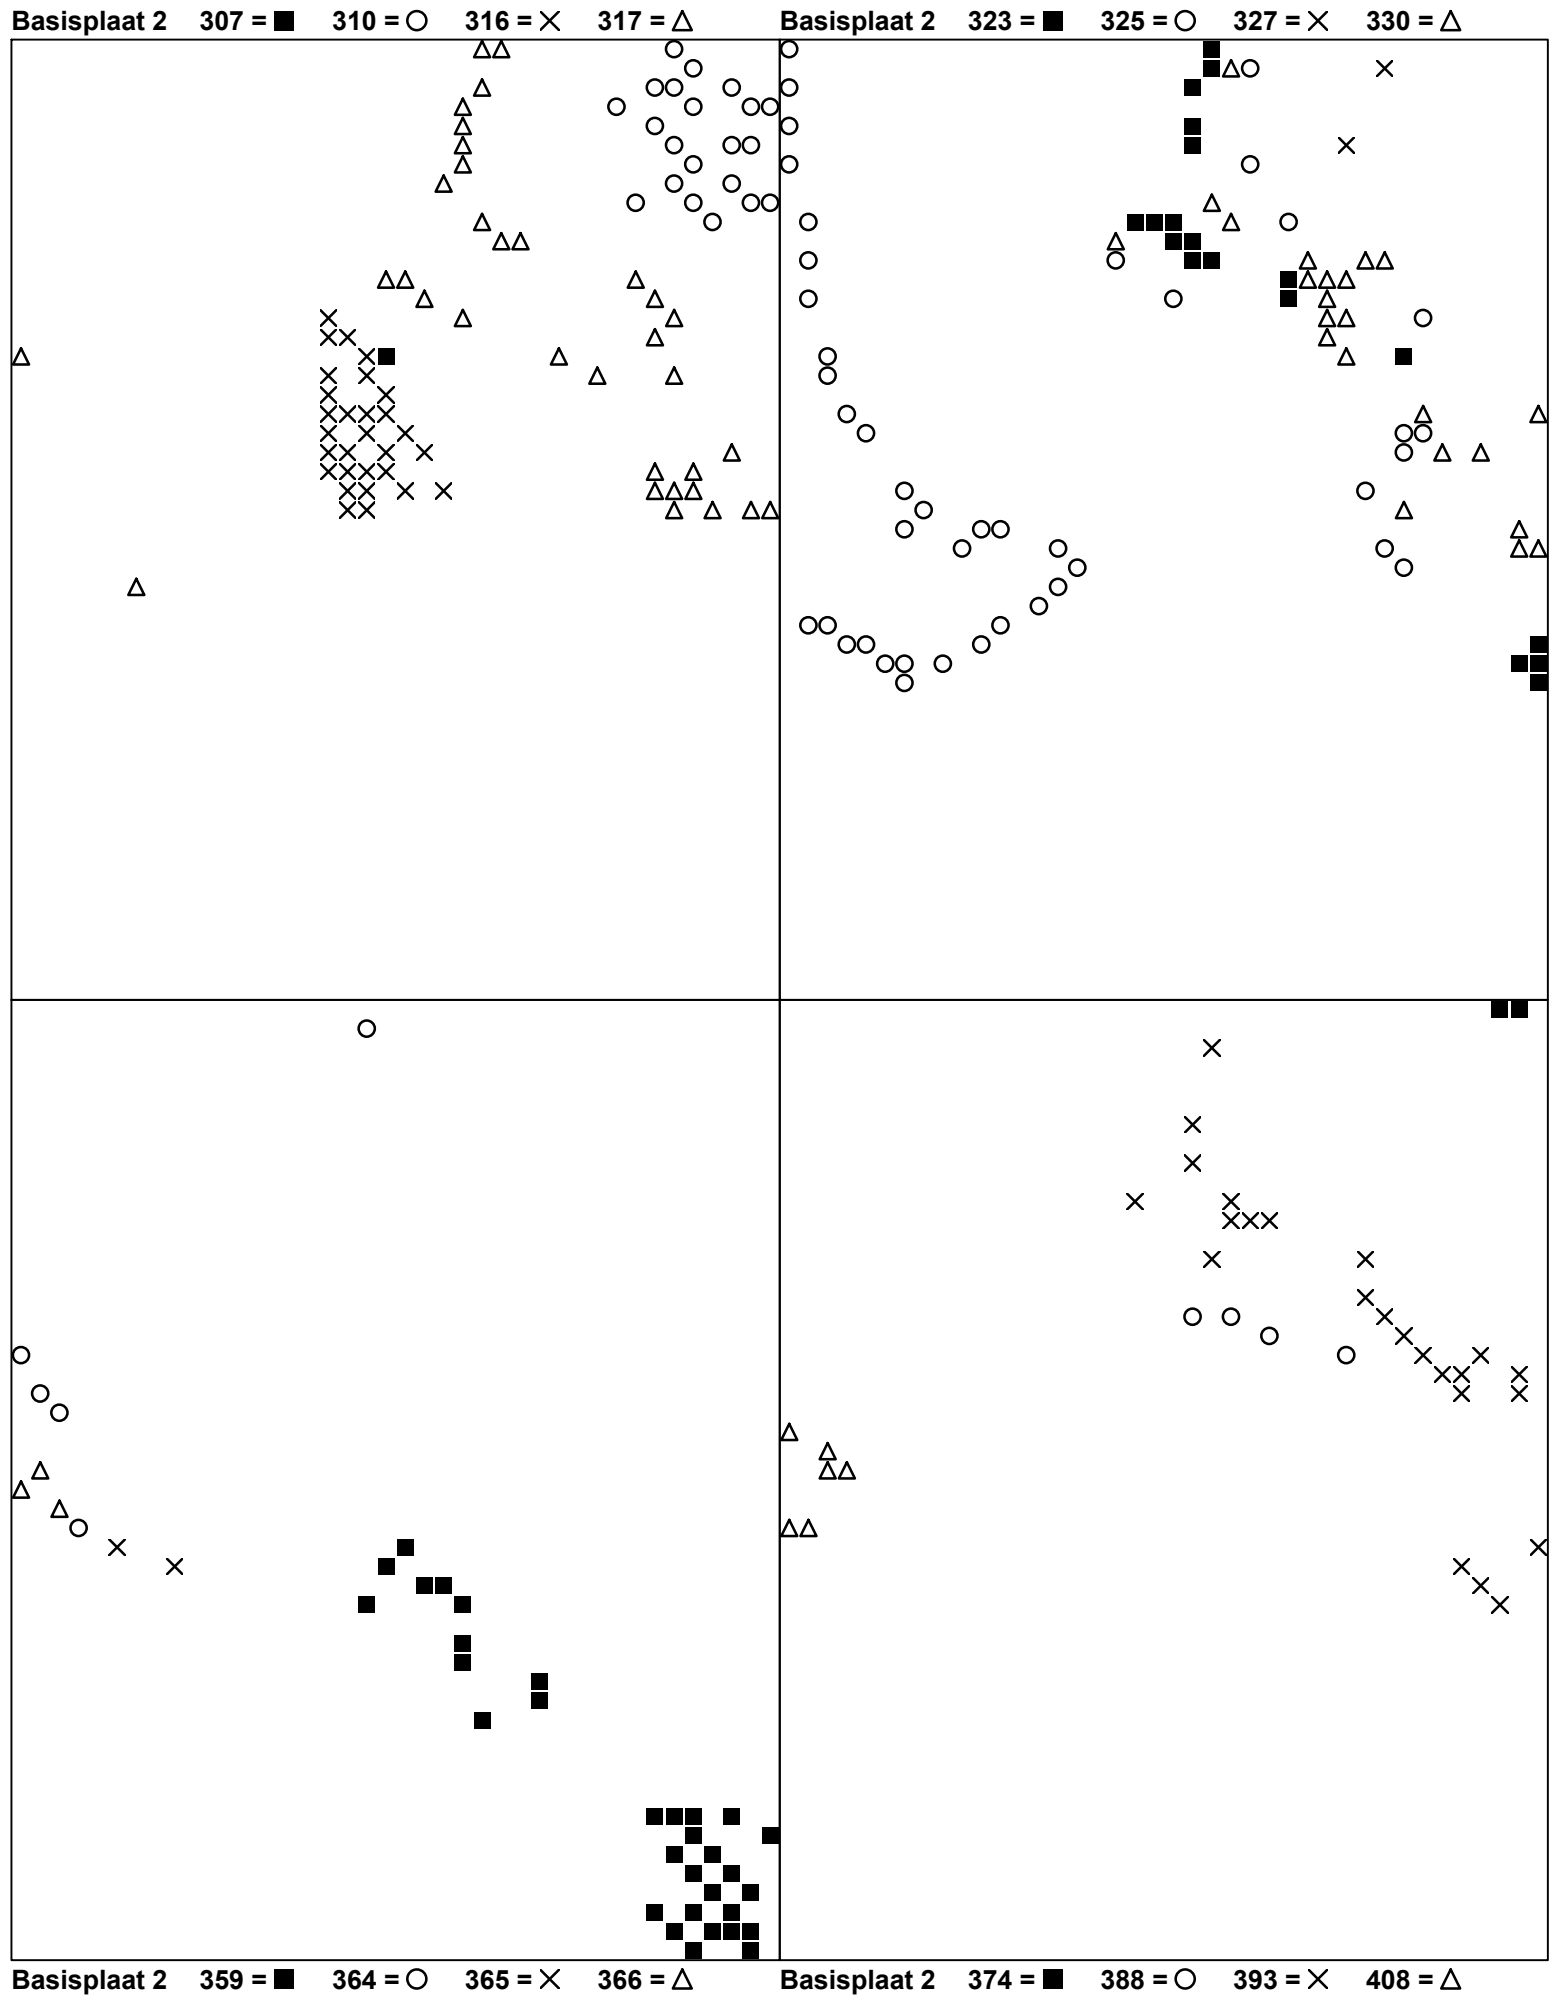 Basisplaat 2 307 = ■ 310 = ○ 316 = × 317 = △
Basisplaat 2 323 = ■ 325 = ○ 327 = × 330 = △
Basisplaat 2 359 = ■ 364 = ○ 365 = × 366 = △
Basisplaat 2 374 = ■ 388 = ○ 393 = × 408 = △